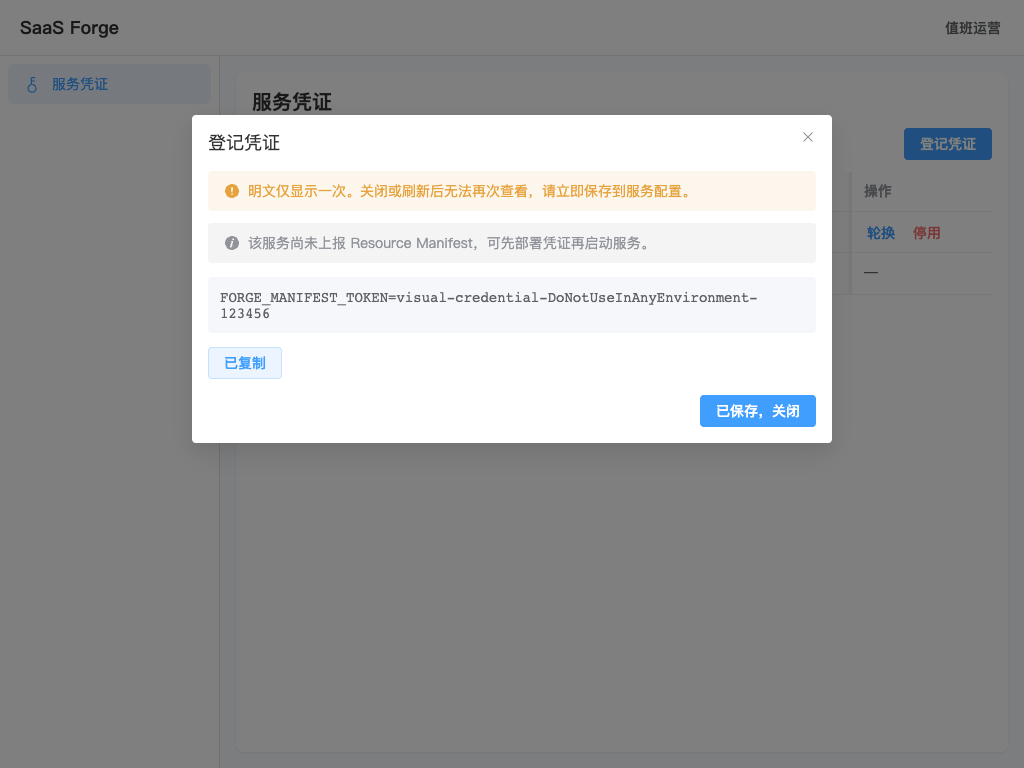 SaaS Forge
值班运营
服务凭证
服务凭证
登记凭证
登记凭证
明文仅显示一次。关闭或刷新后无法再次查看，请立即保存到服务配置。
操作
轮换 停用
该服务尚未上报 Resource Manifest，可先部署凭证再启动服务。
—
FORGE_MANIFEST_TOKEN=visual-credential-DoNotUseInAnyEnvironment-
123456
已复制
已保存，关闭